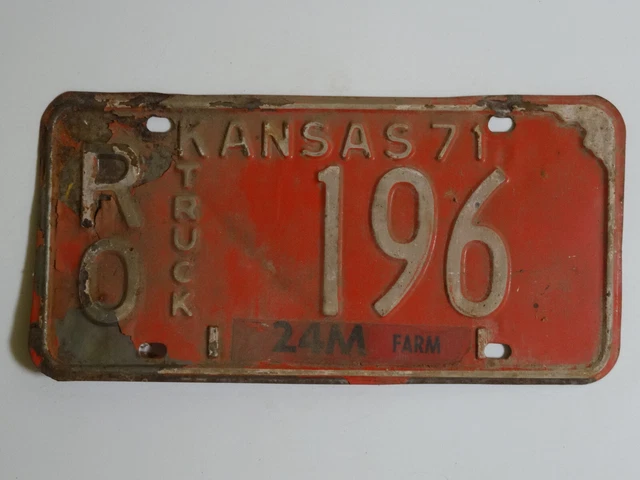 KANSAS 71
RO
TRUCK
196
24M FARM